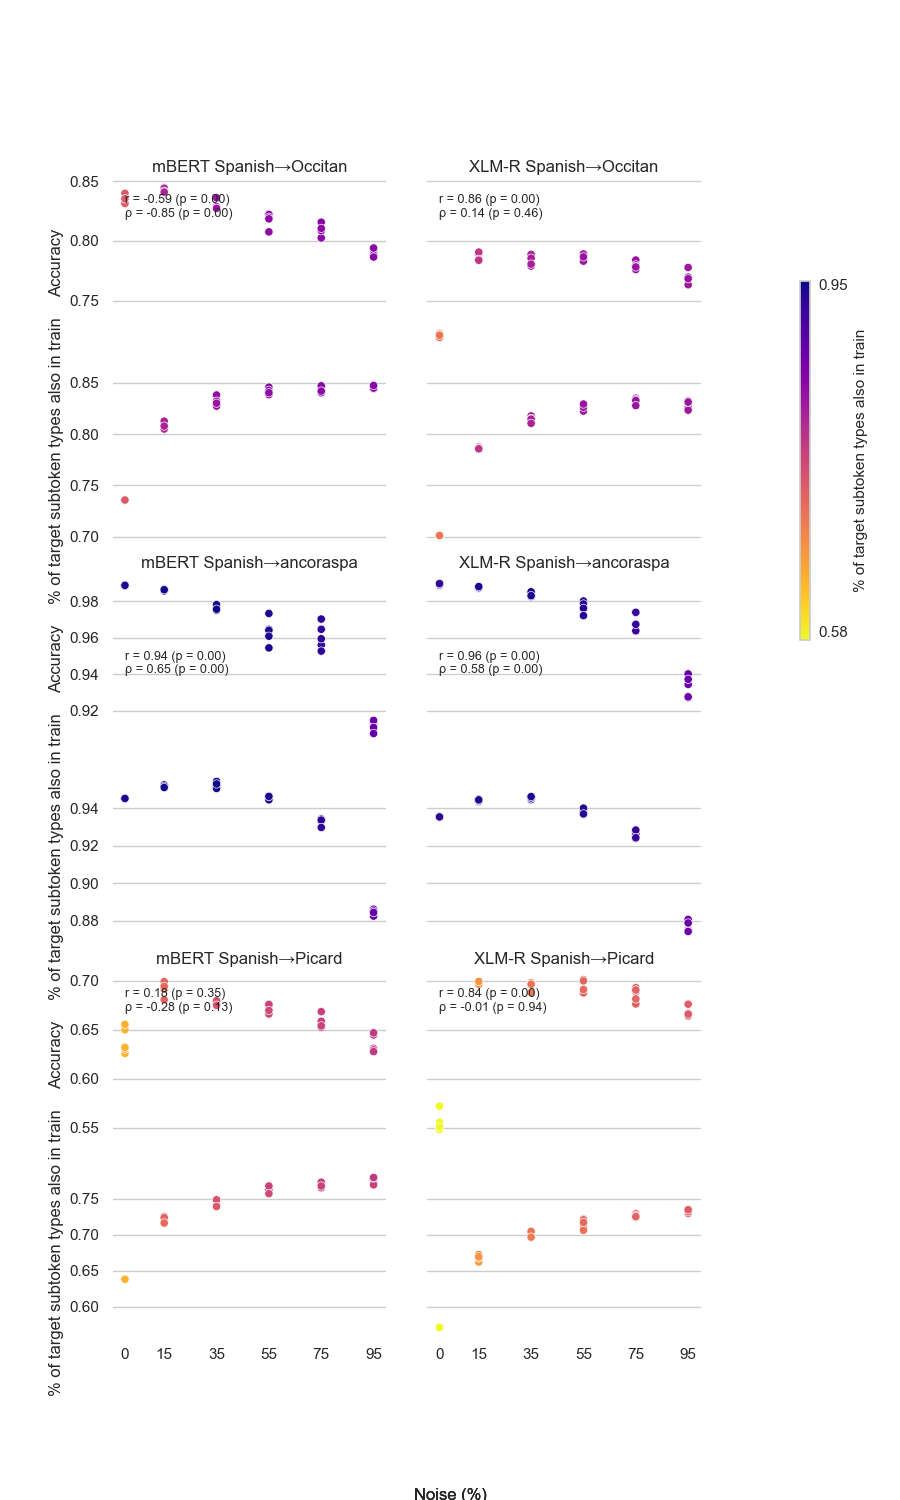 mBERT Spanish→Occitan
XLM-R Spanish→Occitan
0.85
r = -0.59 (p = 0.00)
ρ = -0.85 (p = 0.00)
r = 0.86 (p = 0.00)
ρ = 0.14 (p = 0.46)
0.80
0.75
Accuracy
0.85
0.80
0.75
0.70
% of target subtoken types also in train
mBERT Spanish→ancoraspa
XLM-R Spanish→ancoraspa
0.98
0.96
r = 0.94 (p = 0.00)
ρ = 0.65 (p = 0.00)
r = 0.96 (p = 0.00)
ρ = 0.58 (p = 0.00)
0.94
0.92
Accuracy
0.94
0.92
0.90
0.88
% of target subtoken types also in train
mBERT Spanish→Picard
XLM-R Spanish→Picard
0.70
r = 0.18 (p = 0.35)
ρ = -0.28 (p = 0.13)
r = 0.84 (p = 0.00)
ρ = -0.01 (p = 0.94)
0.65
0.60
0.55
Accuracy
0.75
0.70
0.65
0.60
% of target subtoken types also in train
0 15 35 55 75 95
0 15 35 55 75 95
Noise (%)
0.95
0.58
% of target subtoken types also in train